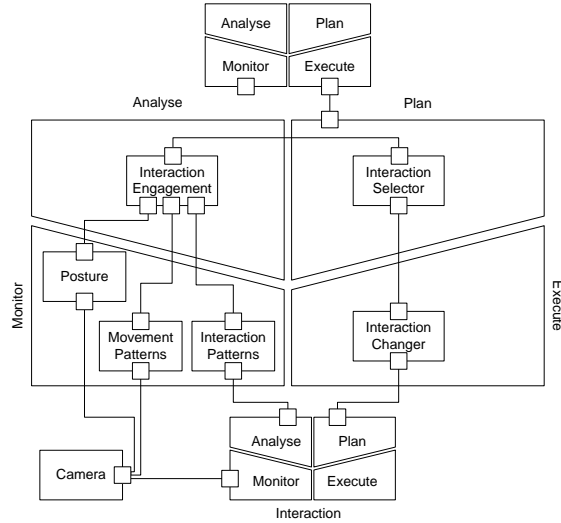 Analyse
Plan
Monitor
Execute
Analyse
Plan
Interaction
Engagement
Interaction
Selector
Monitor
Posture
Execute
Movement
Patterns
Interaction
Patterns
Interaction
Changer
Analyse
Plan
Camera
Monitor
Execute
Interaction